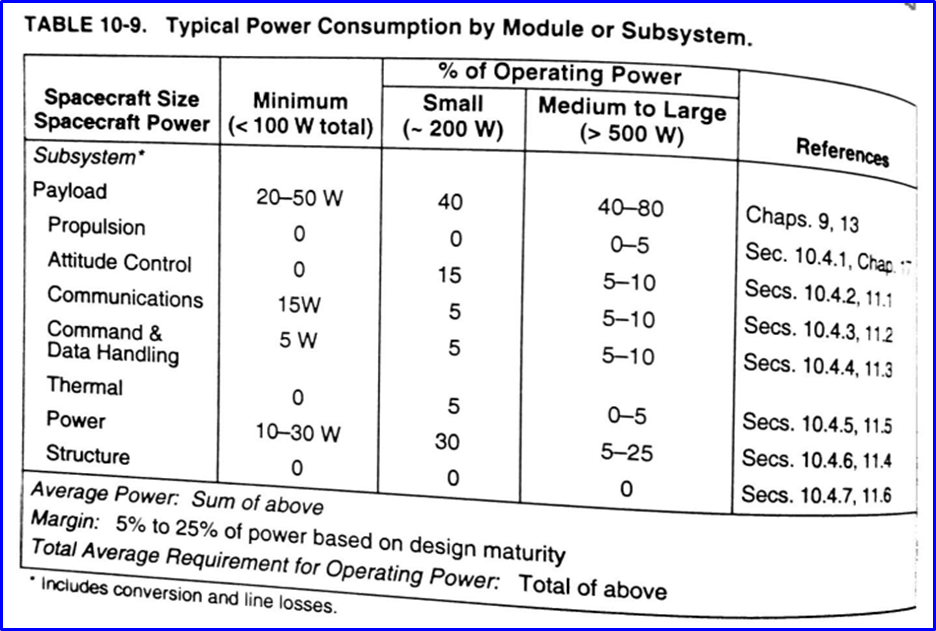 TABLE 10-9. Typical Power Consumption by Module or Subsystem.
Spacecraft Size Spacecraft Power | Minimum (< 100 W total) | % of Operating Power | References
Small (~ 200 W) | Medium to Large (> 500 W)
Subsystem*
Payload | 20–50 W | 40 | 40–80 | Chaps. 9, 13
Propulsion | 0 | 0 | 0–5 | Sec. 10.4.1, Chap.
Attitude Control | 0 | 15 | 5–10 | Secs. 10.4.2, 11.1
Communications | 15W | 5 | 5–10 | Secs. 10.4.3, 11.2
Command & Data Handling | 5 W | 5 | 5–10 | Secs. 10.4.4, 11.3
Thermal | 0 | 5 | 0–5 | Secs. 10.4.5, 11.5
Power | 10–30 W | 30 | 5–25 | Secs. 10.4.6, 11.4
Structure | 0 | 0 | 0 | Secs. 10.4.7, 11.6
Average Power: Sum of above
Margin: 5% to 25% of power based on design maturity
Total Average Requirement for Operating Power: Total of above
* Includes conversion and line losses.